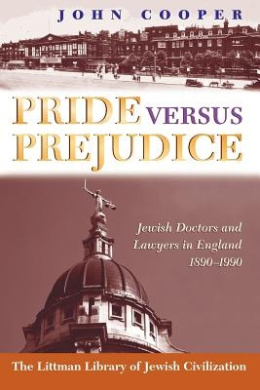 JOHN COOPER
PRIDE VERSUS
PREJUDICE
Jewish Doctors and
Lawyers in England
1890–1990
The Littman Library of Jewish Civilization